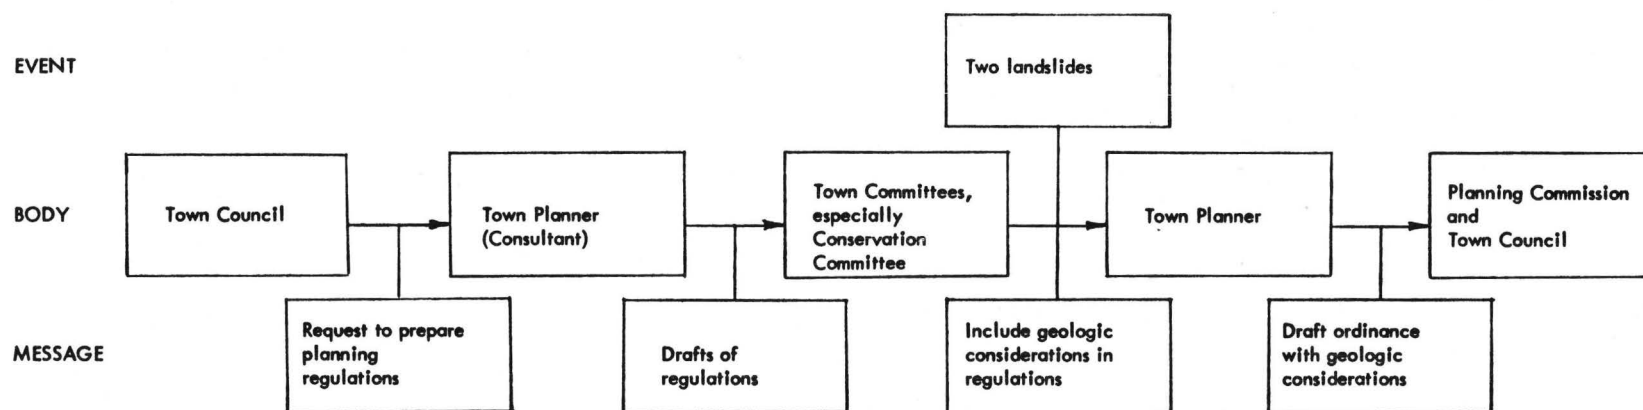 EVENT
Two landslides
BODY
Town Council
Town Planner
(Consultant)
Town Committees,
especially
Conservation
Committee
Town Planner
Planning Commission
and
Town Council
MESSAGE
Request to prepare
planning
regulations
Drafts of
regulations
Include geologic
considerations in
regulations
Draft ordinance
with geologic
considerations